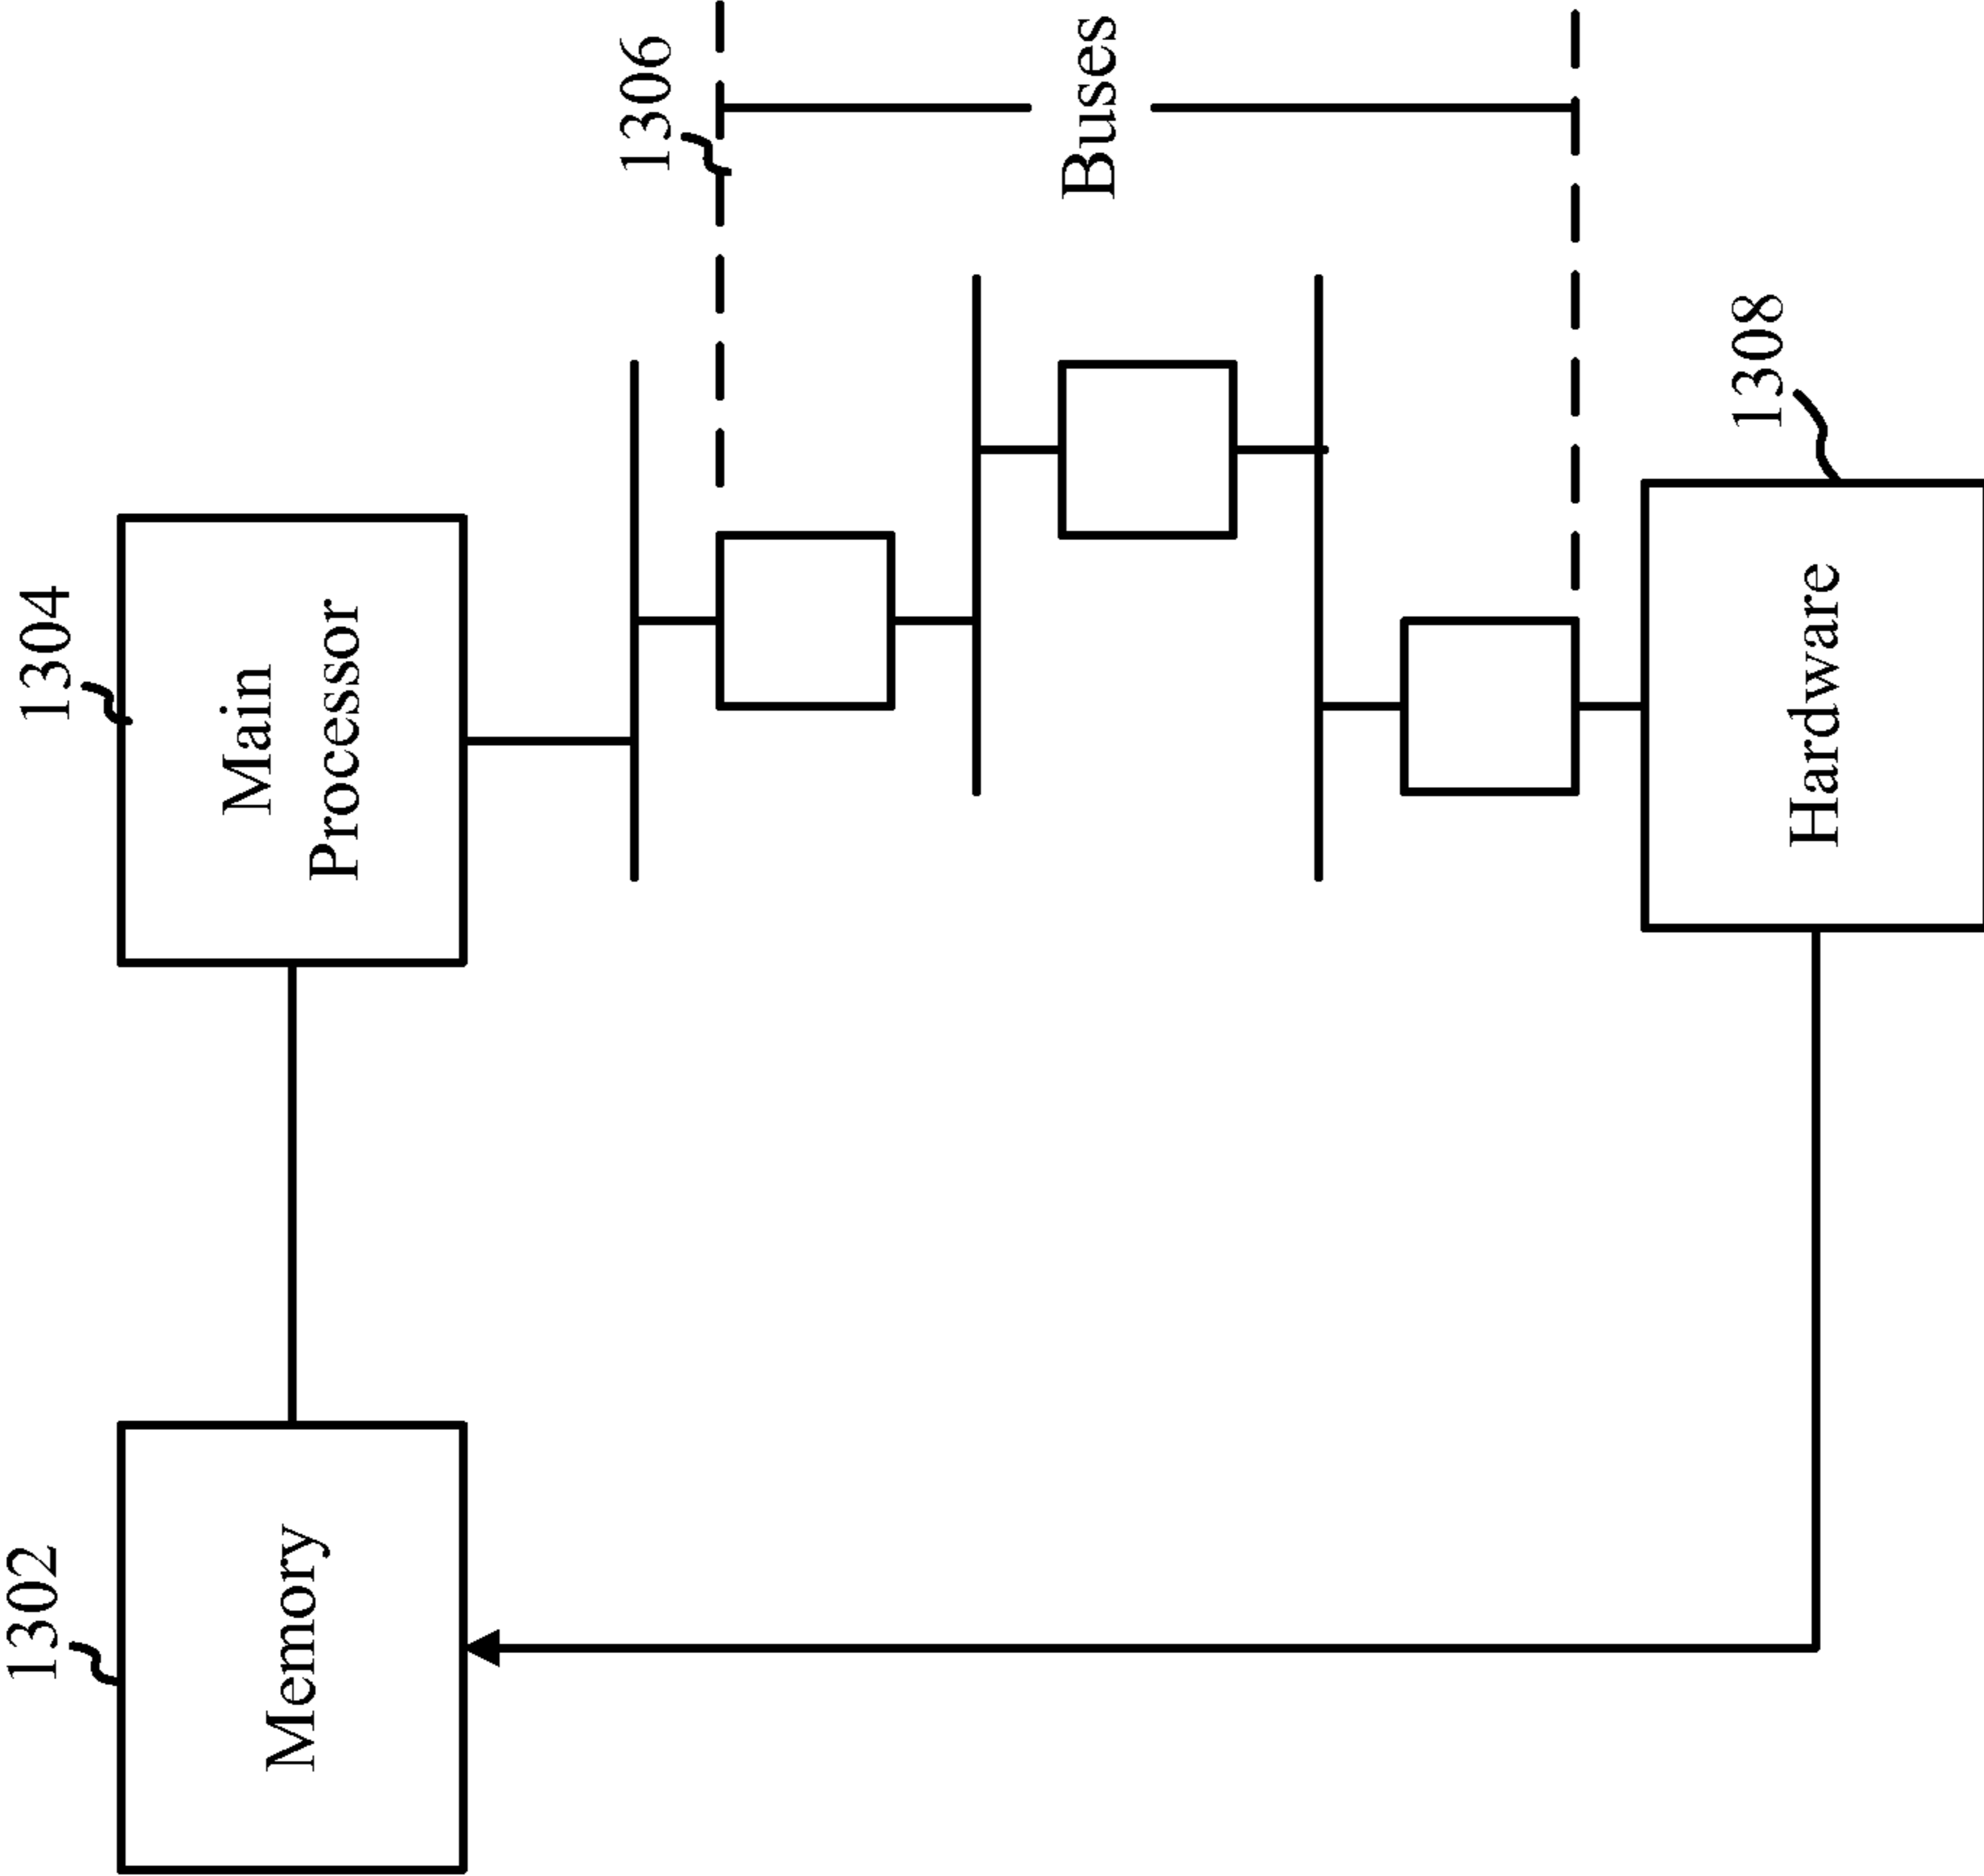 1302
Memory
1304
Main
Processor
1306
Buses
1308
Hardware